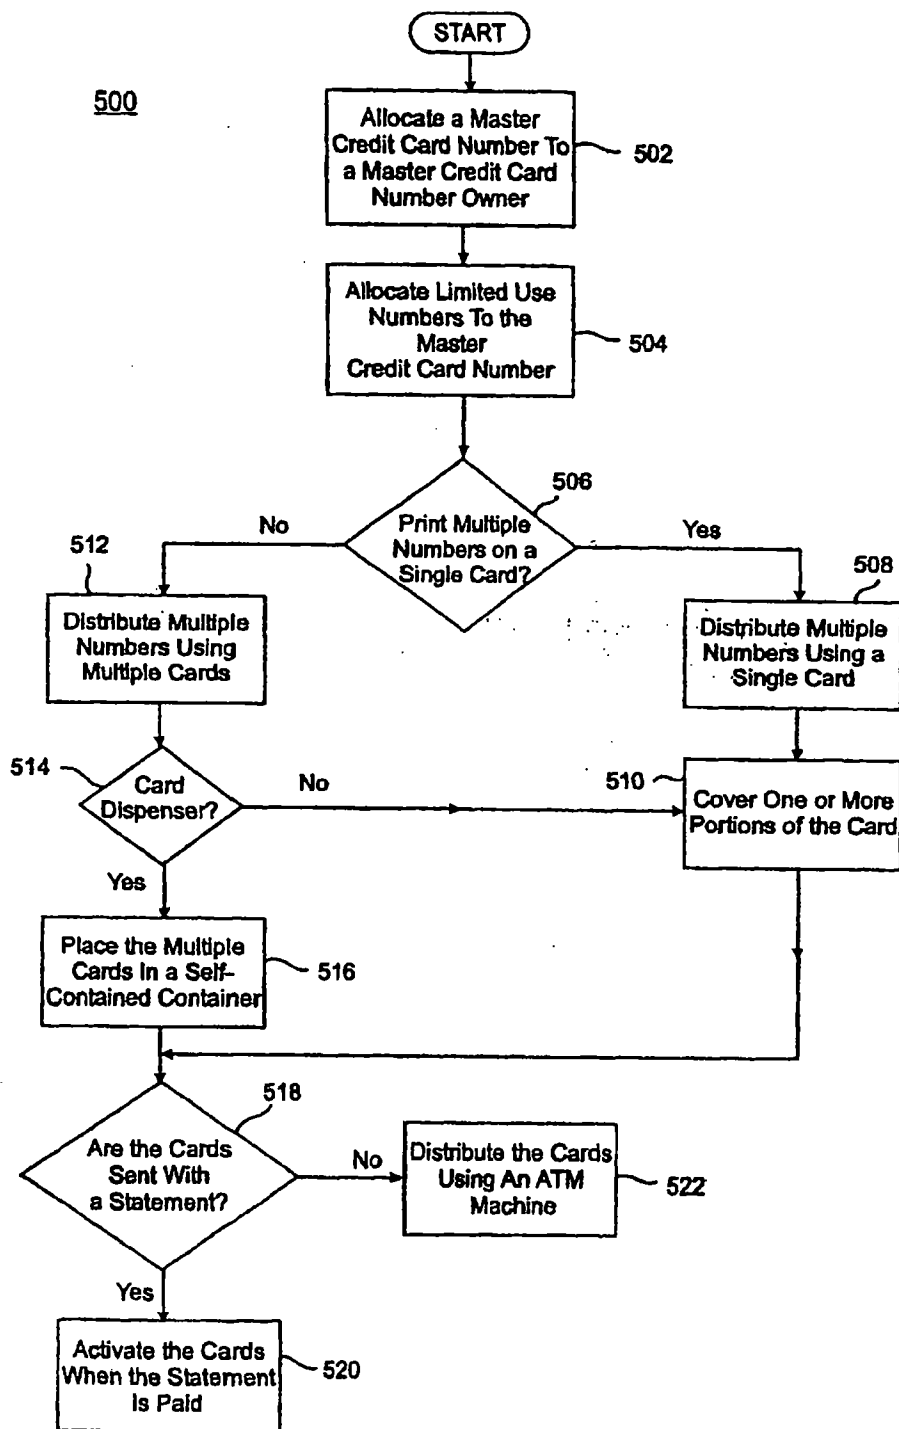 START
500
Allocate a Master
Credit Card Number To
a Master Credit Card
Number Owner
502
Allocate Limited Use
Numbers To the
Master
Credit Card Number
504
506
Print Multiple
Numbers on a
Single Card?
No
Yes
512
Distribute Multiple
Numbers Using
Multiple Cards
508
Distribute Multiple
Numbers Using a
Single Card
514
Card
Dispenser?
No
510
Cover One or More
Portions of the Card
Yes
Place the Multiple
Cards In a Self-
Contained Container
516
518
Are the Cards
Sent With
a Statement?
No
Distribute the Cards
Using An ATM
Machine
522
Yes
Activate the Cards
When the Statement
Is Paid
520